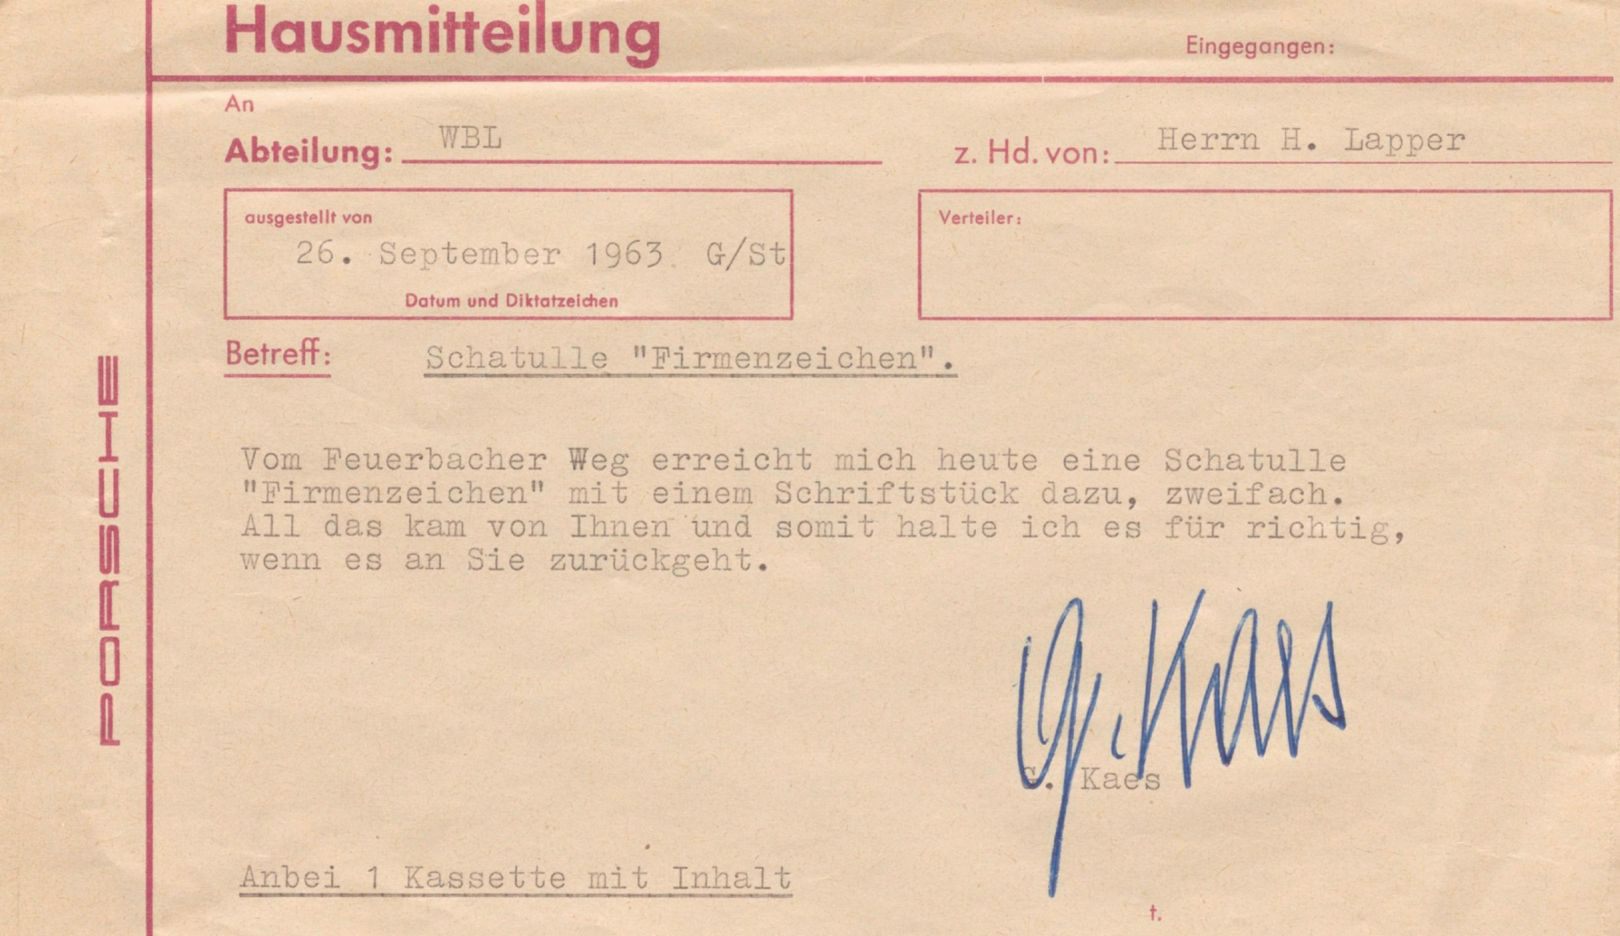 Hausmitteilung
Eingegangen:
An
Abteilung: WBL
z. Hd. von: Herrn H. Lapper
ausgestellt von
26. September 1963 G/St
Datum und Diktatzeichen
Verteiler:
Betreff: Schatulle "Firmenzeichen".
Vom Feuerbacher Weg erreicht mich heute eine Schatulle
"Firmenzeichen" mit einem Schriftstück dazu, zweifach.
All das kam von Ihnen und somit halte ich es für richtig,
wenn es an Sie zurückgeht.
G. Kaes
G. Kaes
Anbei 1 Kassette mit Inhalt
t.
PORSCHE